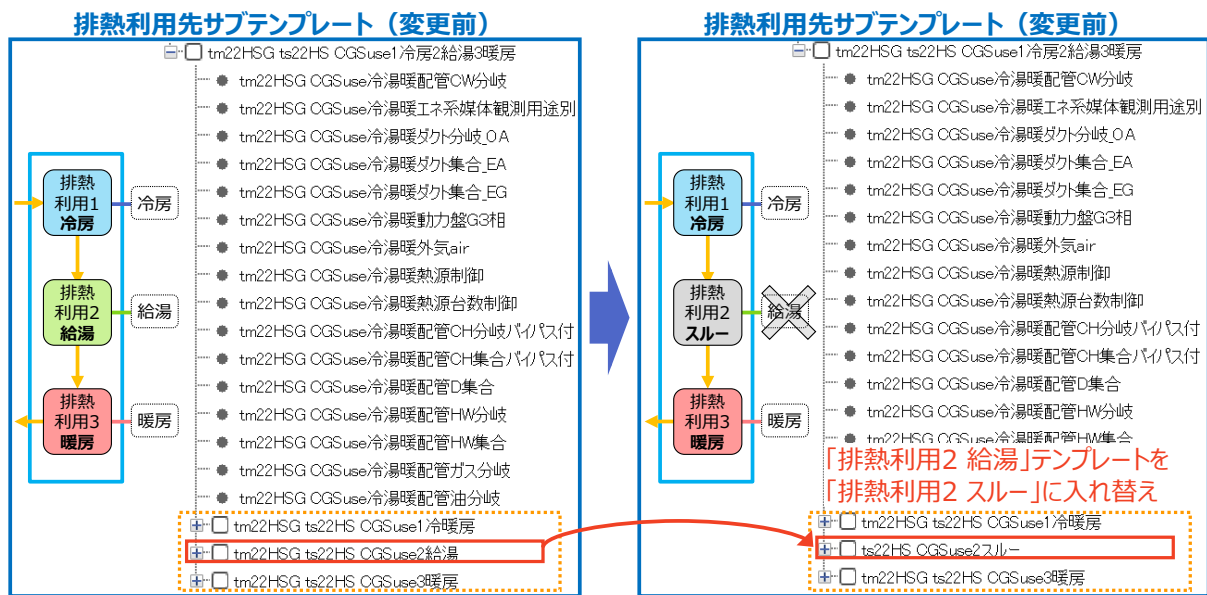 排熱利用先サブテンプレート（変更前）
tm22HSG ts22HS CGSuse1冷房2給湯3暖房
tm22HSG CGSuse冷湯暖配管CW分岐
tm22HSG CGSuse冷湯暖エネ系媒体観測用途別
tm22HSG CGSuse冷湯暖ダクト分岐_OA
tm22HSG CGSuse冷湯暖ダクト集合_EA
tm22HSG CGSuse冷湯暖ダクト集合_EG
tm22HSG CGSuse冷湯暖動力盤G3相
tm22HSG CGSuse冷湯暖外気air
tm22HSG CGSuse冷湯暖熱源制御
tm22HSG CGSuse冷湯暖熱源台数制御
tm22HSG CGSuse冷湯暖配管CH分岐バイパス付
tm22HSG CGSuse冷湯暖配管CH集合バイパス付
tm22HSG CGSuse冷湯暖配管D集合
tm22HSG CGSuse冷湯暖配管HW分岐
tm22HSG CGSuse冷湯暖配管HW集合
tm22HSG CGSuse冷湯暖配管ガス分岐
tm22HSG CGSuse冷湯暖配管油分岐
tm22HSG ts22HS CGSuse1冷暖房
tm22HSG ts22HS CGSuse2給湯
tm22HSG ts22HS CGSuse3暖房
排熱
利用1
冷房
冷房
排熱
利用2
給湯
給湯
排熱
利用3
暖房
暖房
排熱利用先サブテンプレート（変更前）
tm22HSG ts22HS CGSuse1冷房2給湯3暖房
tm22HSG CGSuse冷湯暖配管CW分岐
tm22HSG CGSuse冷湯暖エネ系媒体観測用途別
tm22HSG CGSuse冷湯暖ダクト分岐_OA
tm22HSG CGSuse冷湯暖ダクト集合_EA
tm22HSG CGSuse冷湯暖ダクト集合_EG
tm22HSG CGSuse冷湯暖動力盤G3相
tm22HSG CGSuse冷湯暖外気air
tm22HSG CGSuse冷湯暖熱源制御
tm22HSG CGSuse冷湯暖熱源台数制御
tm22HSG CGSuse冷湯暖配管CH分岐バイパス付
tm22HSG CGSuse冷湯暖配管CH集合バイパス付
tm22HSG CGSuse冷湯暖配管D集合
tm22HSG CGSuse冷湯暖配管HW分岐
tm22HSG CGSuse冷湯暖配管HW集合
「排熱利用2 給湯」テンプレートを
「排熱利用2 スルー」に入れ替え
tm22HSG ts22HS CGSuse1冷暖房
ts22HS CGSuse2スルー
tm22HSG ts22HS CGSuse3暖房
排熱
利用1
冷房
冷房
排熱
利用2
スルー
給湯
排熱
利用3
暖房
暖房